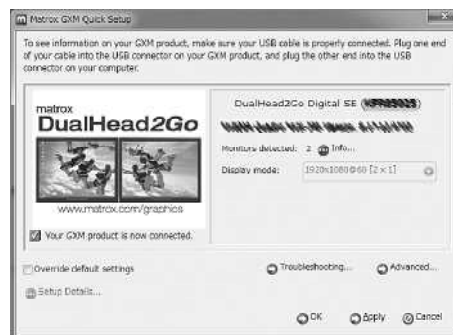 Matrox GXM Quick Setup
To see information on your GXM product, make sure your USB cable is properly connected. Plug one end
of your cable into the USB connector on your GXM product, and plug the other end into the USB
connector on your computer.
matrox
DualHead2Go
www.matrox.com/graphics
Your GXM product is now connected.
DualHead2Go Digital SE
Monitors detected: 2 Info...
Display mode: 1920x1080@60 [2 x 1]
Override default settings
Setup Details...
Troubleshooting...
Advanced...
OK
Apply
Cancel